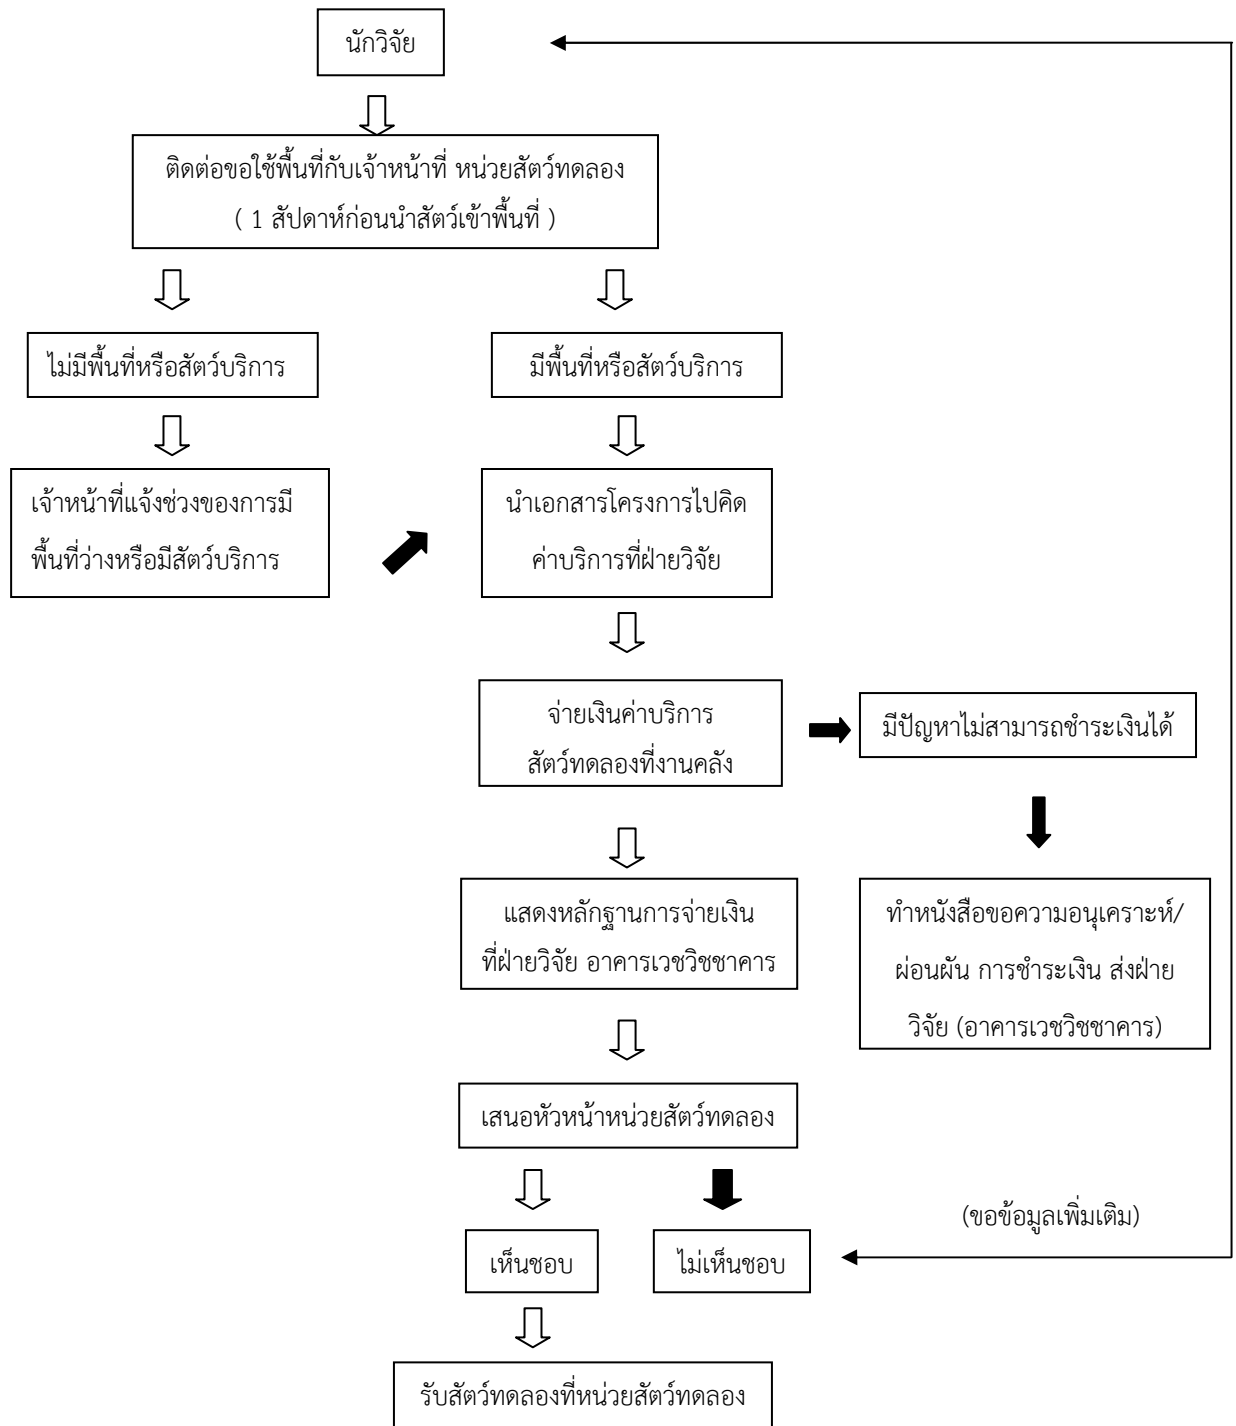 นักวิจัย
ติดต่อขอใช้พื้นที่กับเจ้าหน้าที่ หน่วยสัตว์ทดลอง
( 1 สัปดาห์ก่อนนำสัตว์เข้าพื้นที่ )
ไม่มีพื้นที่หรือสัตว์บริการ
มีพื้นที่หรือสัตว์บริการ
เจ้าหน้าที่แจ้งช่วงของการมี
พื้นที่ว่างหรือมีสัตว์บริการ
นำเอกสารโครงการไปคิด
ค่าบริการที่ฝ่ายวิจัย
จ่ายเงินค่าบริการ
สัตว์ทดลองที่งานคลัง
มีปัญหาไม่สามารถชำระเงินได้
แสดงหลักฐานการจ่ายเงิน
ที่ฝ่ายวิจัย อาคารเวชวิชชาคาร
ทำหนังสือขอความอนุเคราะห์/
ผ่อนผัน การชำระเงิน ส่งฝ่าย
วิจัย (อาคารเวชวิชชาคาร)
เสนอหัวหน้าหน่วยสัตว์ทดลอง
(ขอข้อมูลเพิ่มเติม)
เห็นชอบ
ไม่เห็นชอบ
รับสัตว์ทดลองที่หน่วยสัตว์ทดลอง